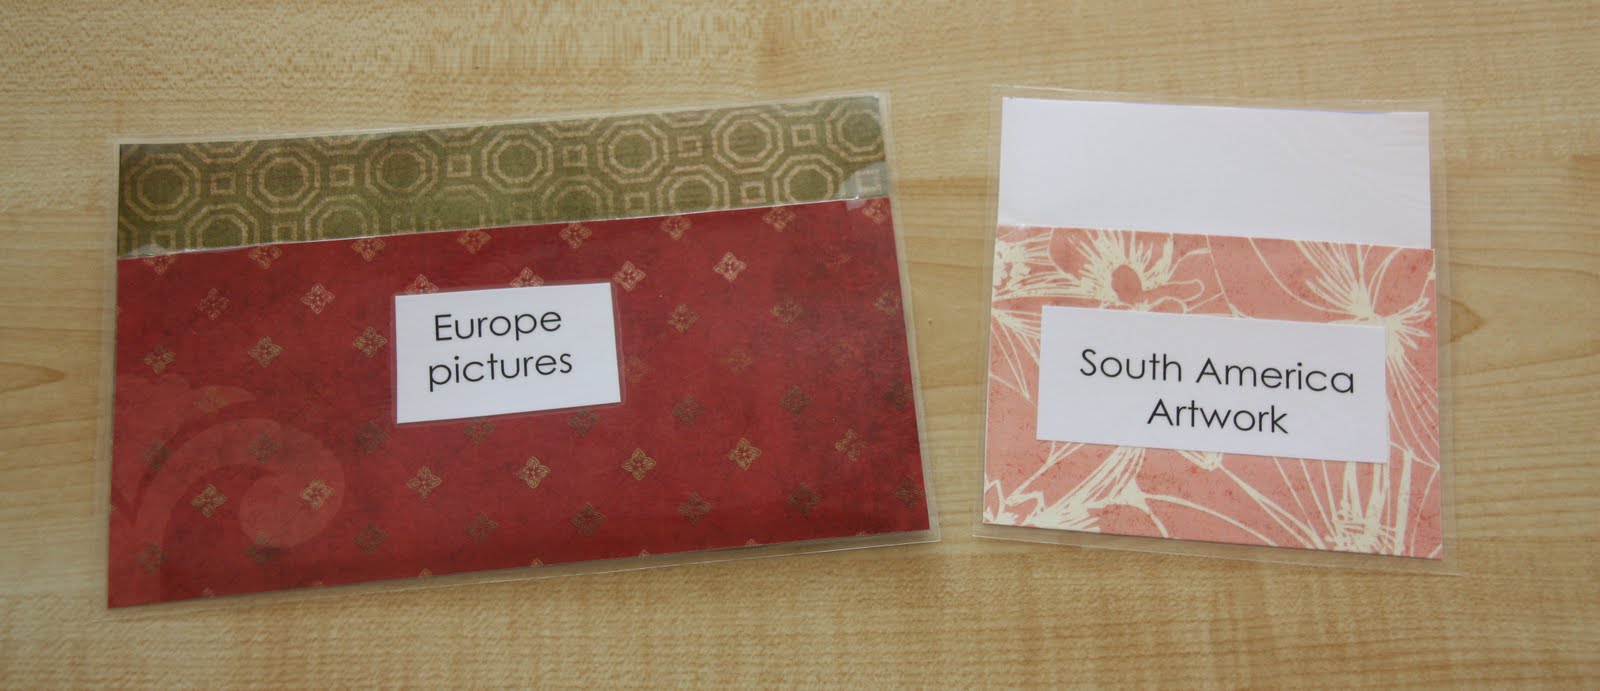 Europe
pictures
South America
Artwork